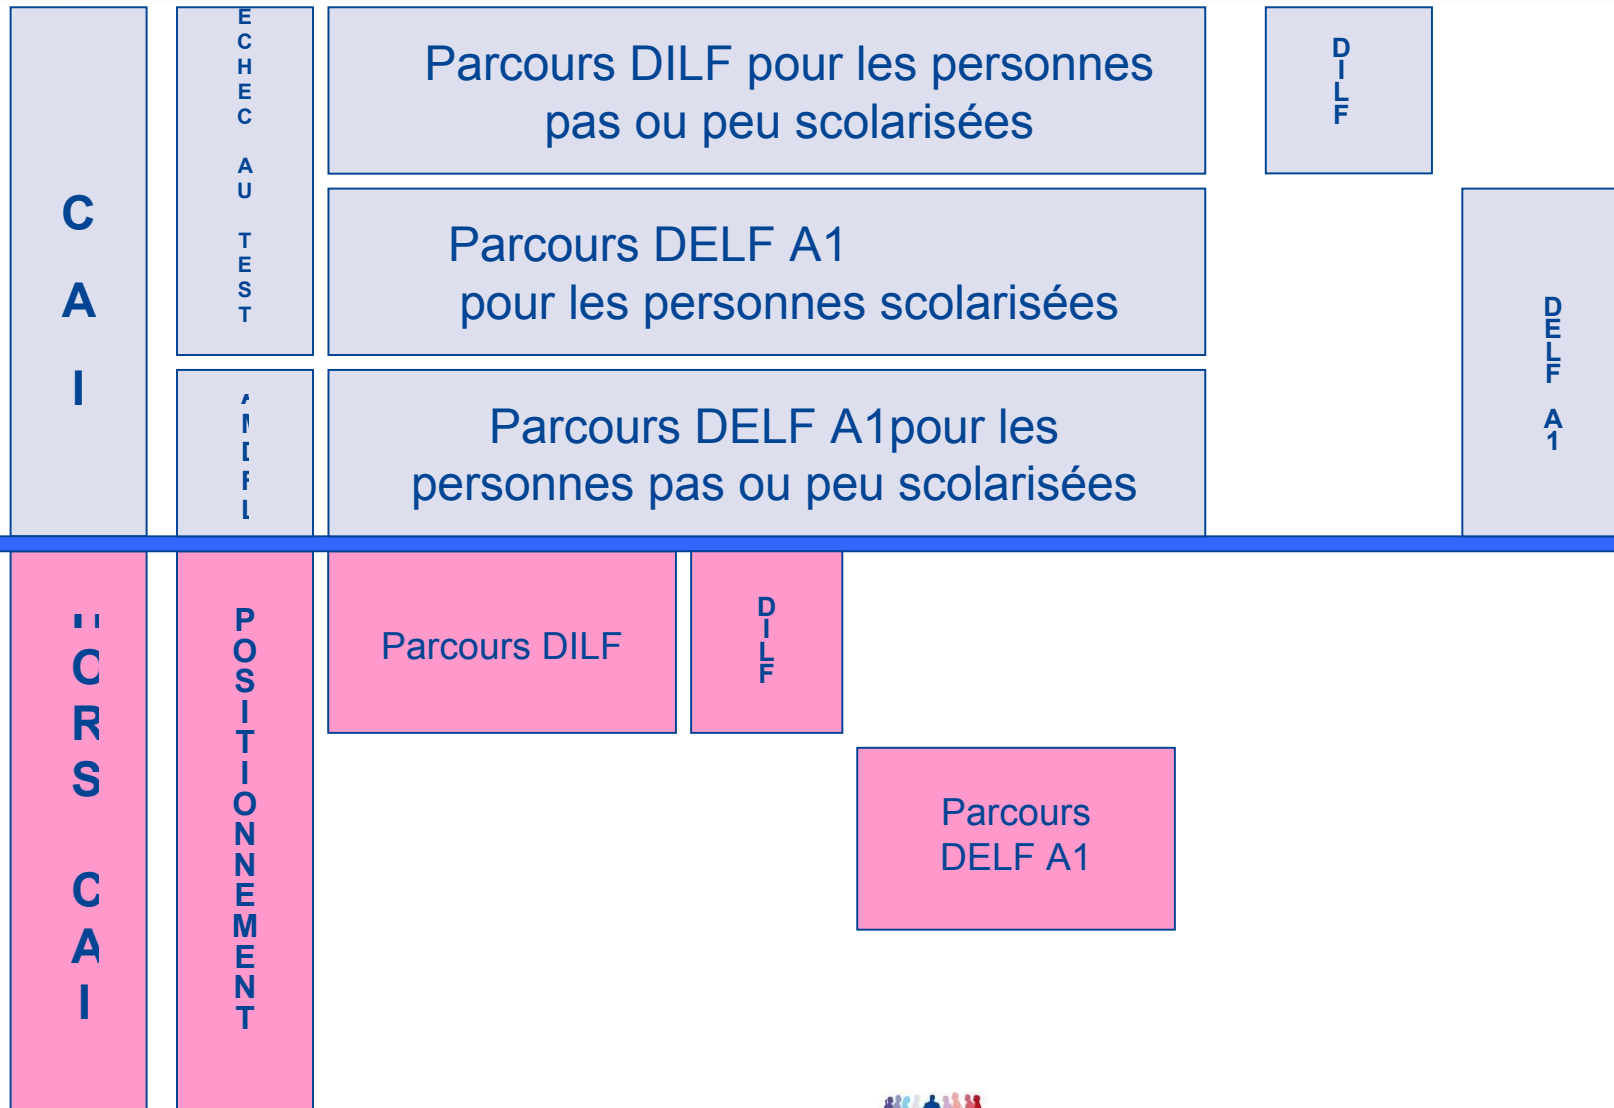 CAI
ECHEC AU TEST
Parcours DILF pour les personnes
pas ou peu scolarisées
DILF
Parcours DELF A1
pour les personnes scolarisées
DELF A1
Parcours DELF A1pour les
personnes pas ou peu scolarisées
HORS CAI
POSITIONNEMENT
Parcours DILF
DILF
Parcours
DELF A1